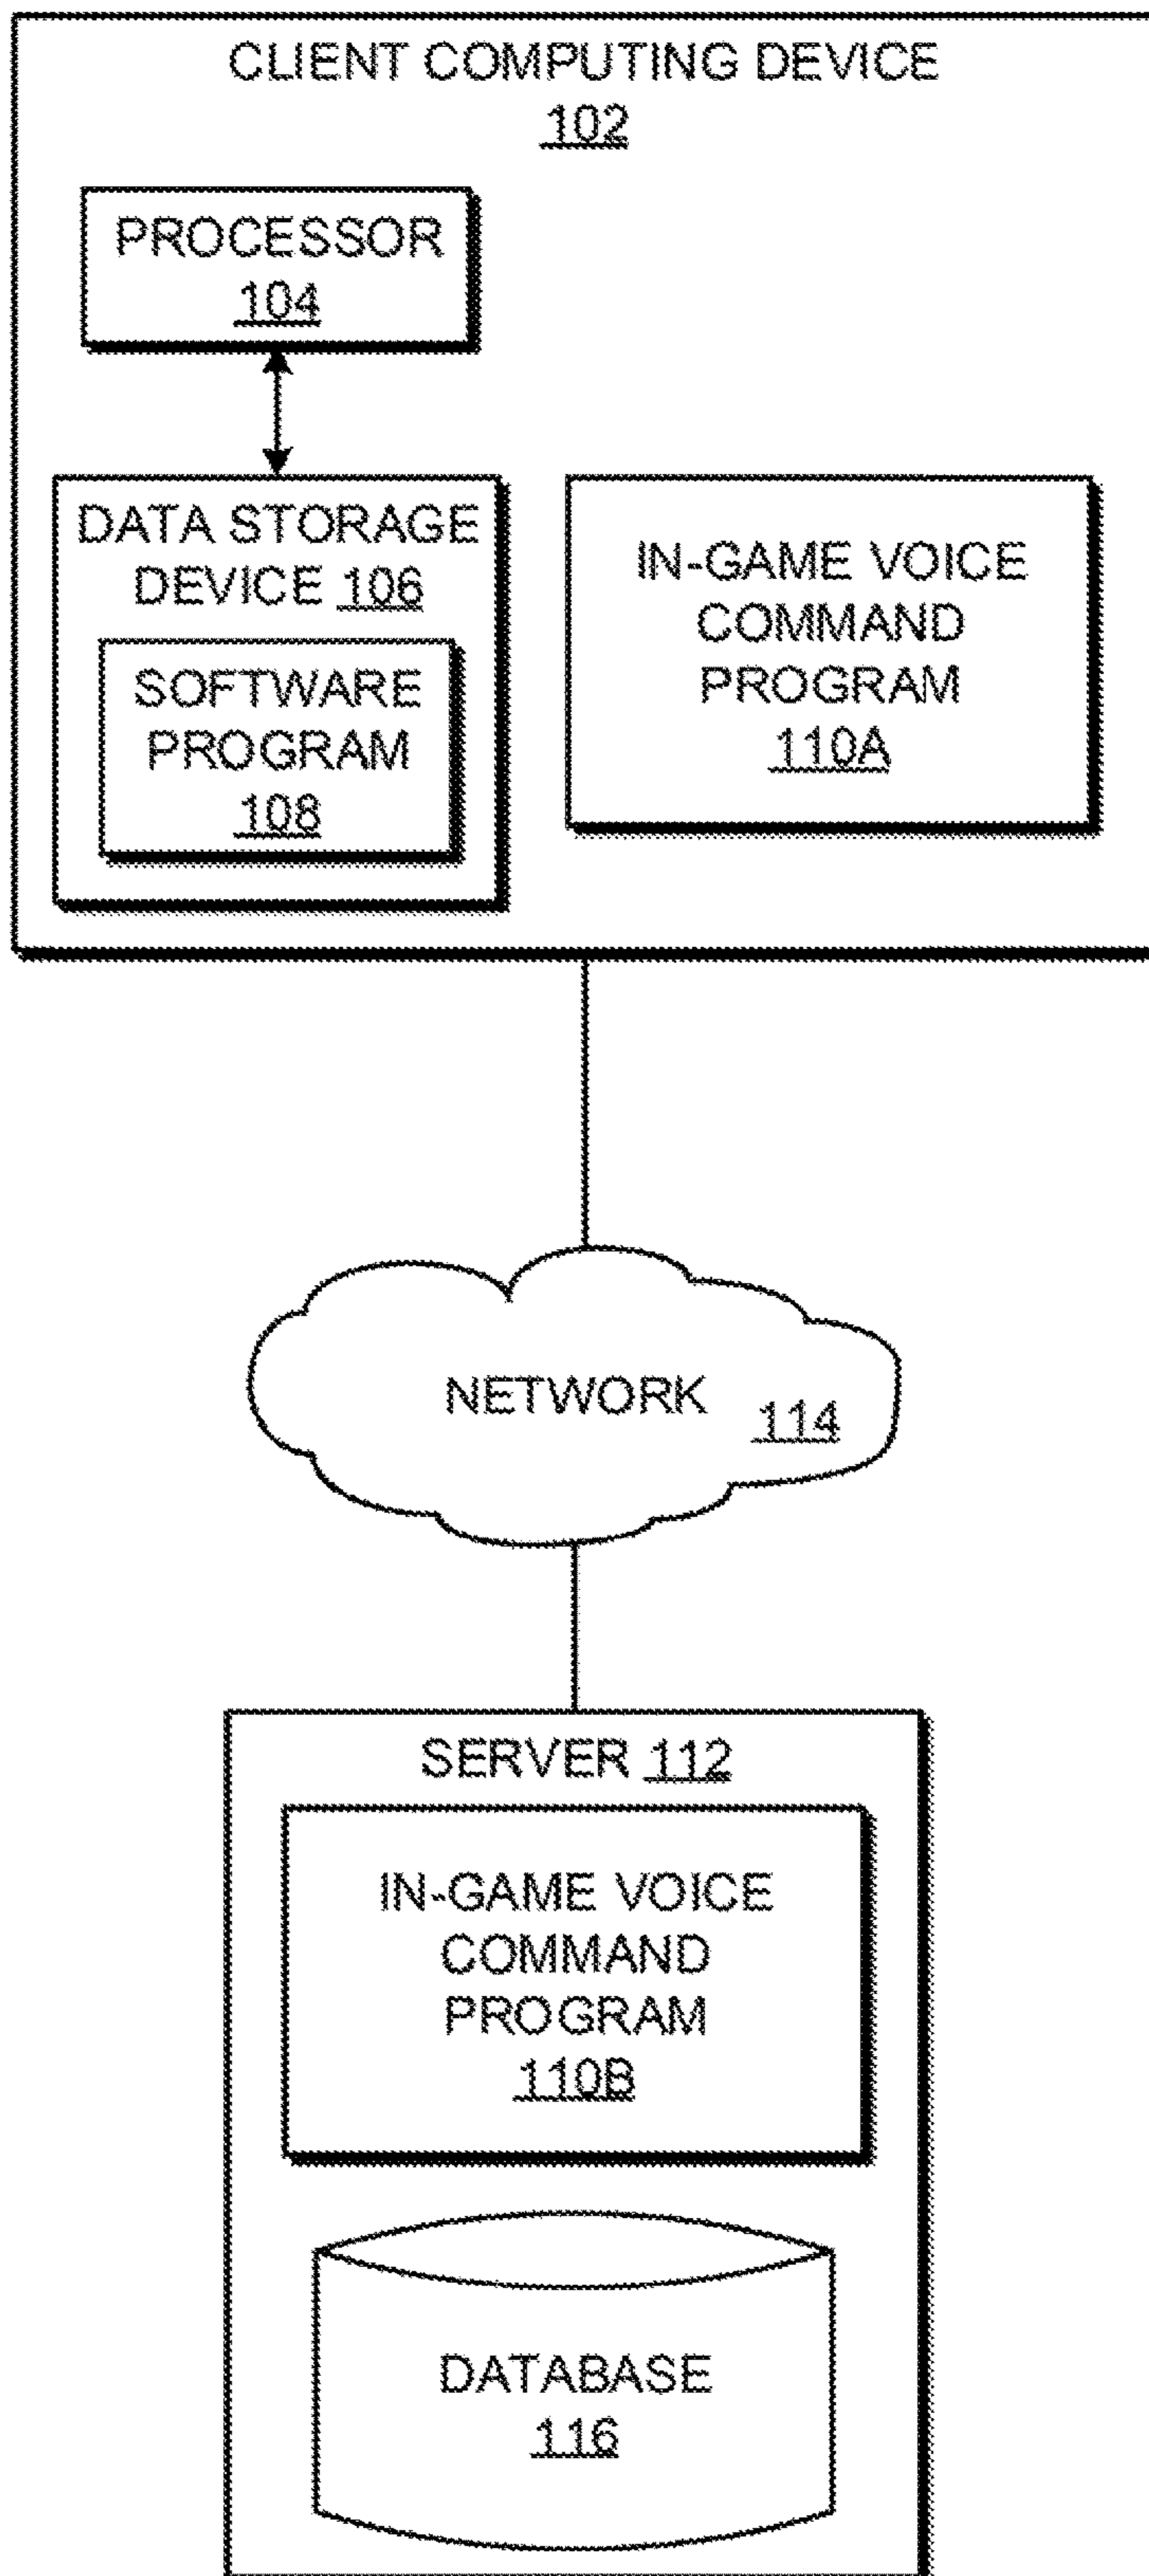 CLIENT COMPUTING DEVICE
102
PROCESSOR
104
DATA STORAGE
DEVICE 106
SOFTWARE
PROGRAM
108
IN-GAME VOICE
COMMAND
PROGRAM
110A
NETWORK 114
SERVER 112
IN-GAME VOICE
COMMAND
PROGRAM
110B
DATABASE
116